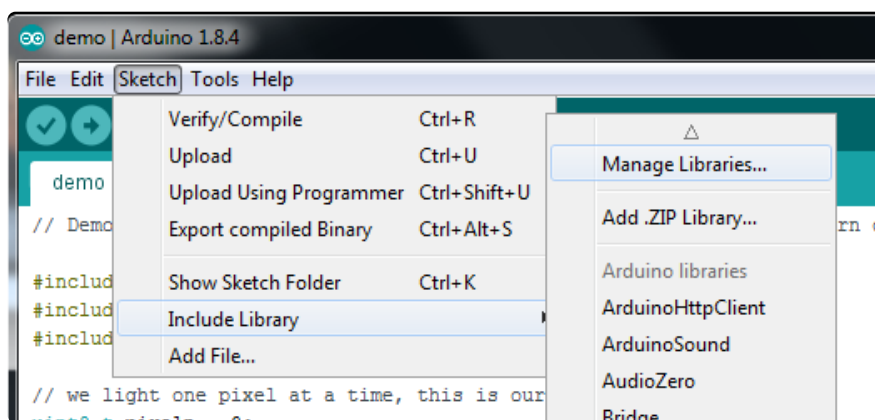 demo | Arduino 1.8.4
File Edit Sketch Tools Help
Verify/Compile Ctrl+R
Upload Ctrl+U
Upload Using Programmer Ctrl+Shift+U
Export compiled Binary Ctrl+Alt+S
Show Sketch Folder Ctrl+K
Include Library
Add File...
Manage Libraries...
Add .ZIP Library...
Arduino libraries
ArduinoHttpClient
ArduinoSound
AudioZero
Bridge
demo
// Demo
#includ
#includ
#includ
// we light one pixel at a time, this is our